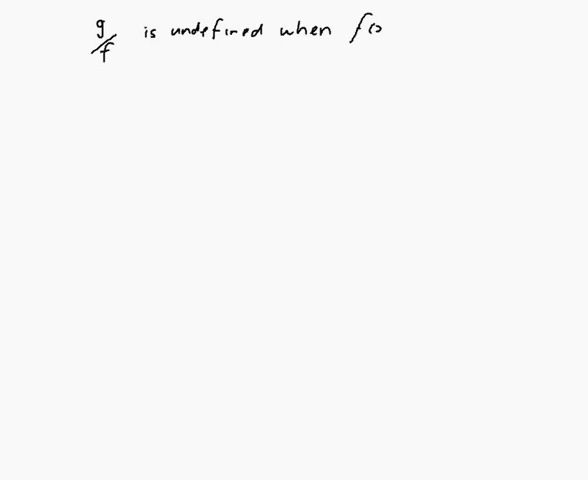 g/f is undefined when f()